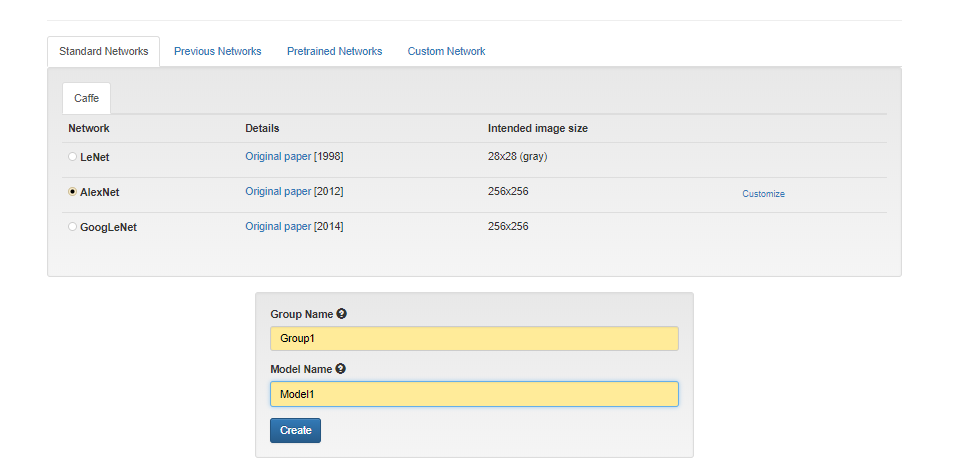 Standard Networks Previous Networks Pretrained Networks Custom Network
Caffe
Network Details Intended image size
LeNet Original paper [1998] 28x28 (gray)
AlexNet Original paper [2012] 256x256 Customize
GoogLeNet Original paper [2014] 256x256
Group Name ?
Group1
Model Name ?
Model1
Create